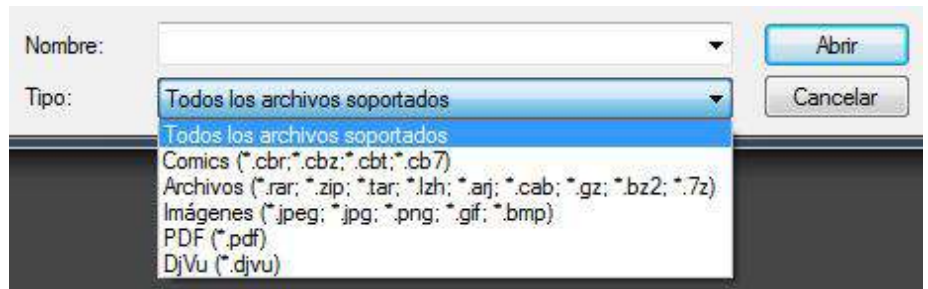 Nombre:
Abrir
Tipo:
Todos los archivos soportados
Cancelar
Todos los archivos soportados
Comics (*.cbr;*.cbz;*.cbt;*.cb7)
Archivos (*.rar; *.zip; *.tar; *.lzh; *.arj; *.cab; *.gz; *.bz2; *.7z)
Imágenes (*.jpeg; *.jpg; *.png; *.gif; *.bmp)
PDF (*.pdf)
DjVu (*.djvu)